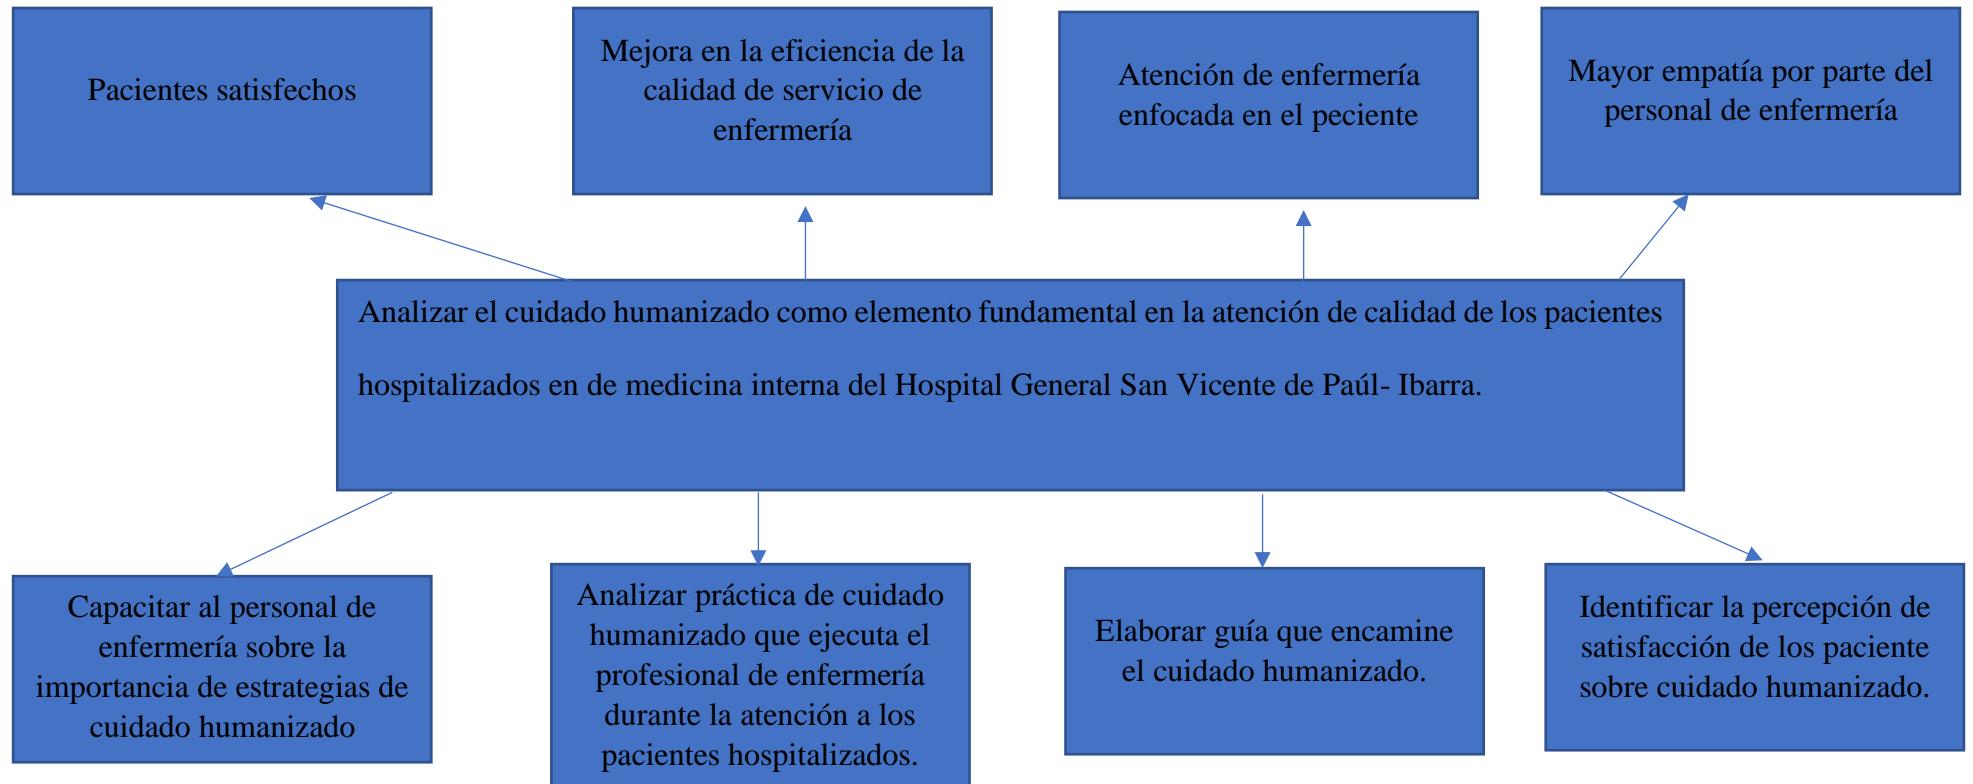 Pacientes satisfechos
Mejora en la eficiencia de la
calidad de servicio de
enfermería
Atención de enfermería
enfocada en el peciente
Mayor empatía por parte del
personal de enfermería
Analizar el cuidado humanizado como elemento fundamental en la atención de calidad de los pacientes
hospitalizados en de medicina interna del Hospital General San Vicente de Paúl- Ibarra.
Capacitar al personal de
enfermería sobre la
importancia de estrategias de
cuidado humanizado
Analizar práctica de cuidado
humanizado que ejecuta el
profesional de enfermería
durante la atención a los
pacientes hospitalizados.
Elaborar guía que encamine
el cuidado humanizado.
Identificar la percepción de
satisfacción de los paciente
sobre cuidado humanizado.